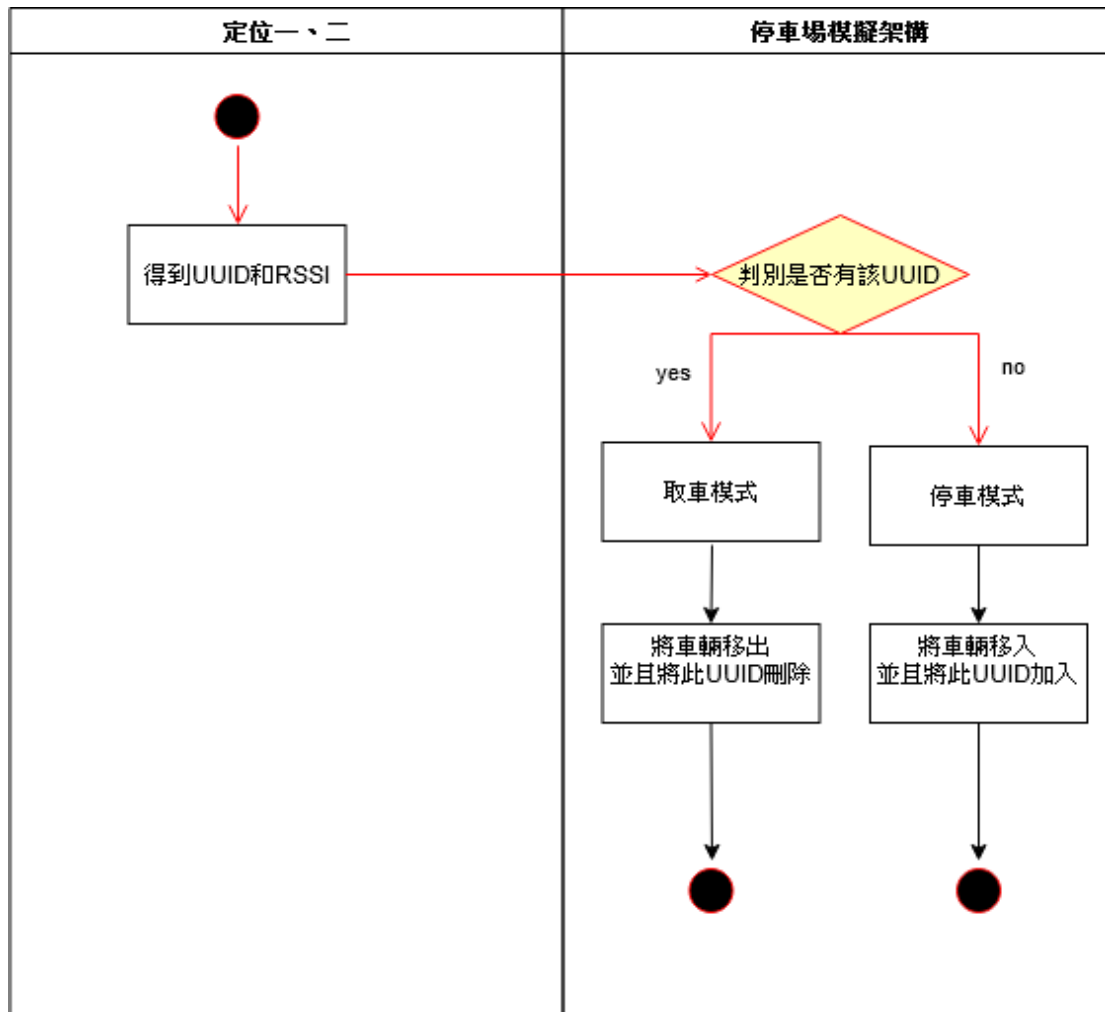 定位一、二
停車場模擬架構
得到UUID和RSSI
判別是否有該UUID
yes
no
取車模式
停車模式
將車輛移出
並且將此UUID刪除
將車輛移入
並且將此UUID加入